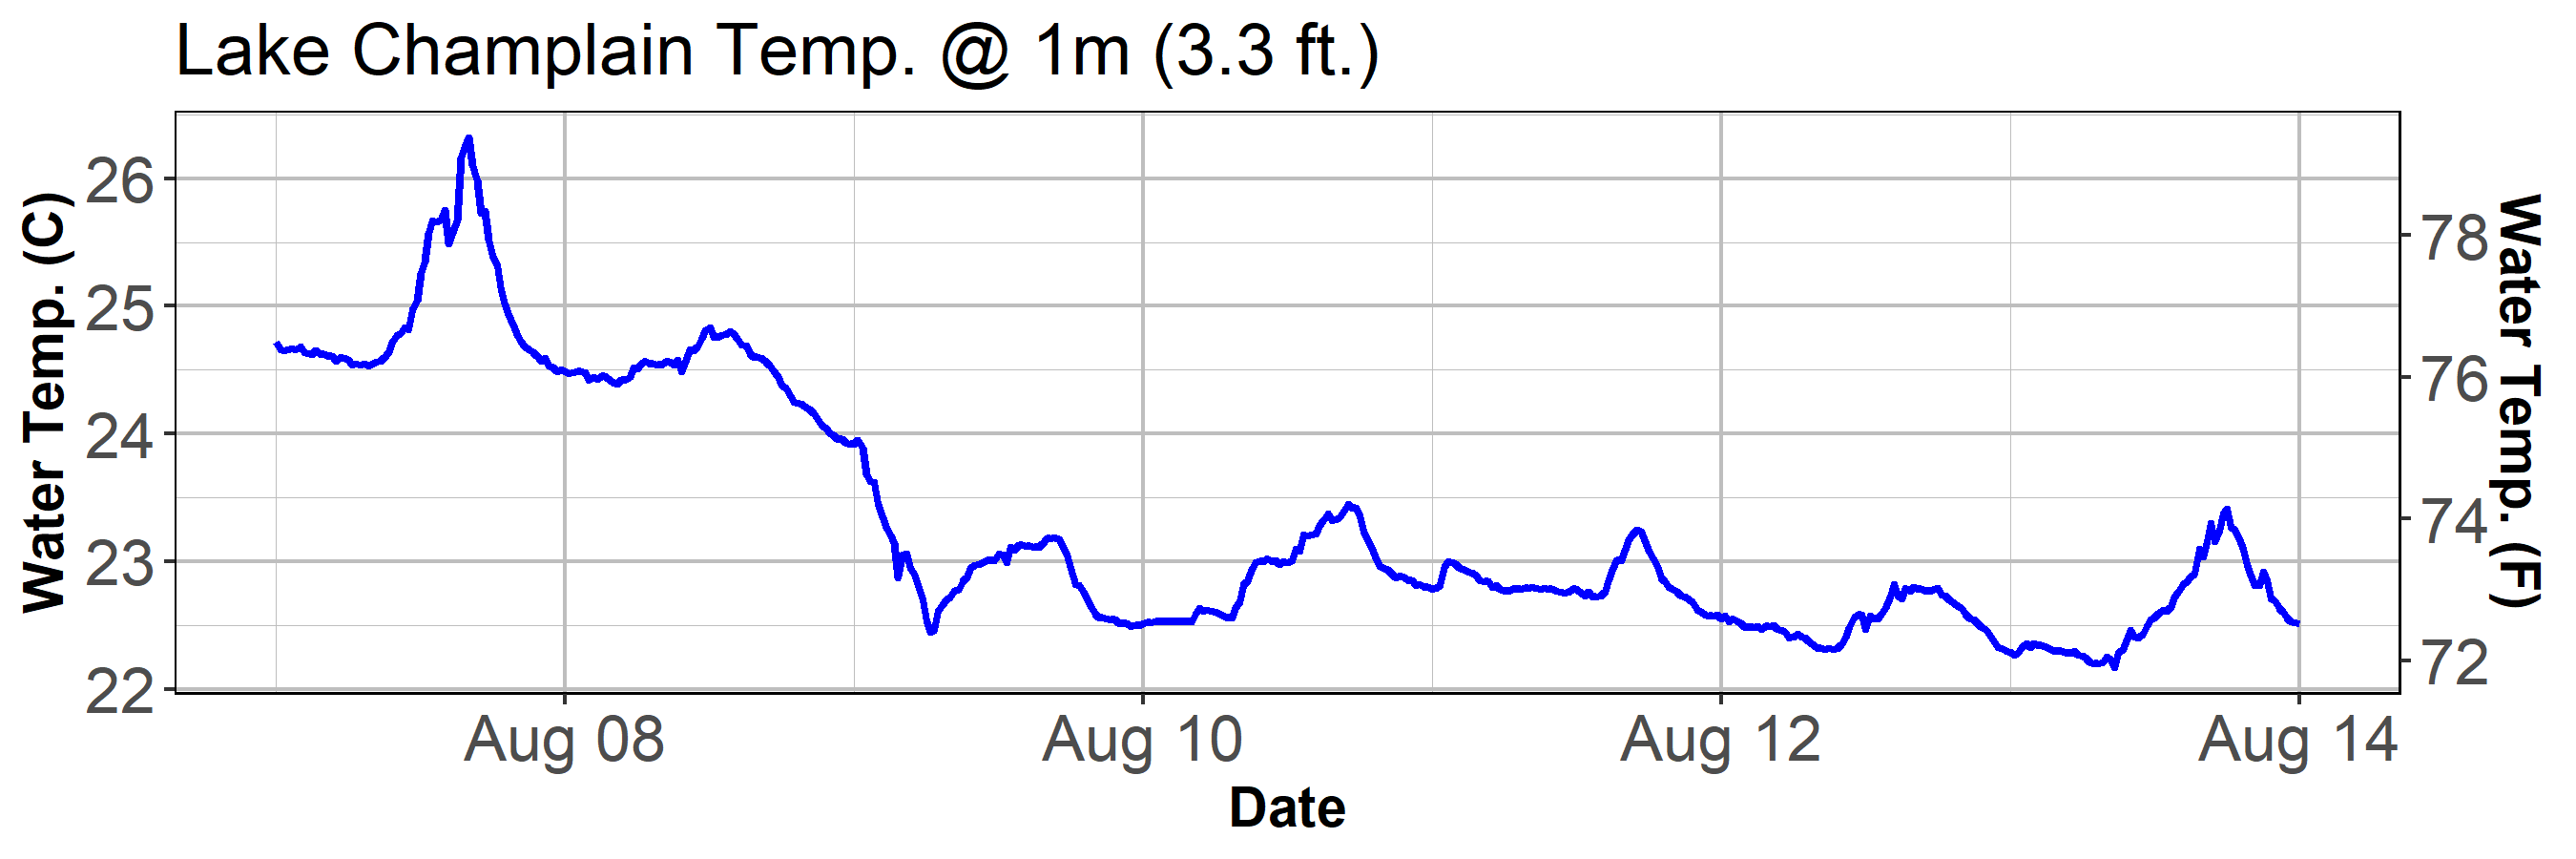 Lake Champlain Temp. @ 1m (3.3 ft.)
Water Temp. (C)
26
25
24
23
22
78
76
74
72
Water Temp. (F)
Aug 08
Aug 10
Aug 12
Aug 14
Date